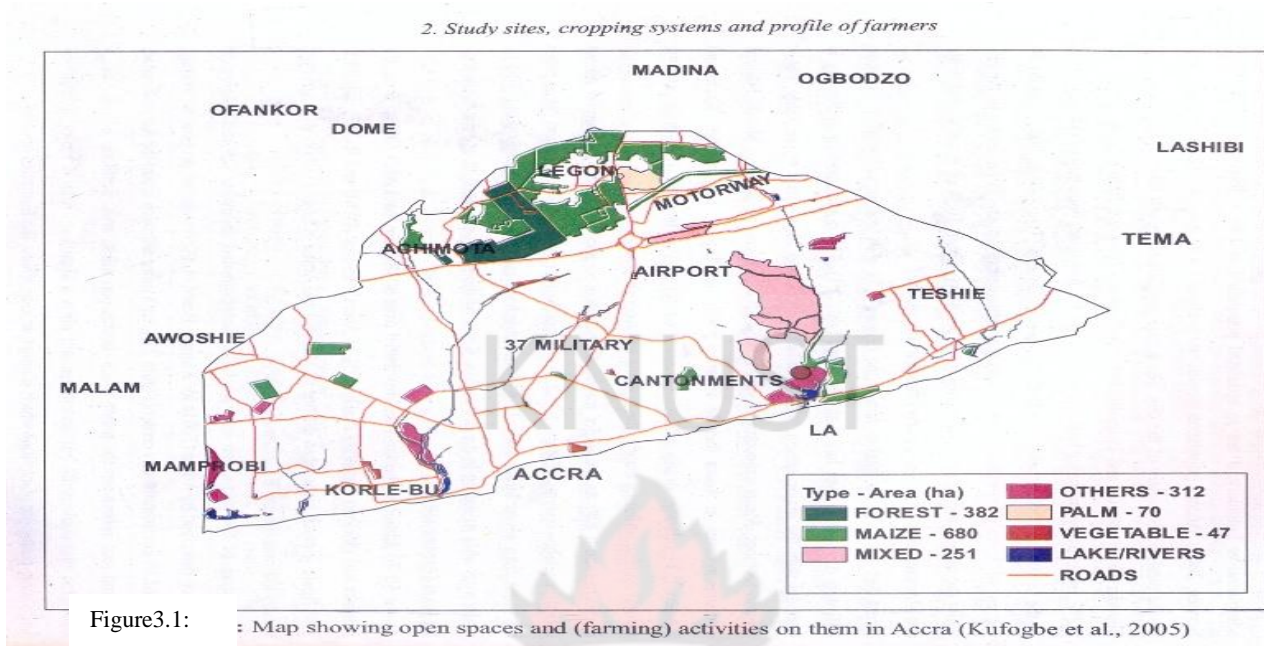 2. Study sites, cropping systems and profile of farmers
MADINA
OGBODZO
OFANKOR
DOME
LASHIBI
LEGON
MOTORWAY
TEMA
ACHIMOTA
AIRPORT
TESHIE
AWOSHIE
37 MILITARY
KNUST
MALAM
CANTONMENTS
LA
MAMPROBI
ACCRA
KORLE-BU
Type - Area (ha)
FOREST - 382
MAIZE - 680
MIXED - 251
OTHERS - 312
PALM - 70
VEGETABLE - 47
LAKE/RIVERS
ROADS
Figure3.1:
: Map showing open spaces and (farming) activities on them in Accra (Kufogbe et al., 2005)